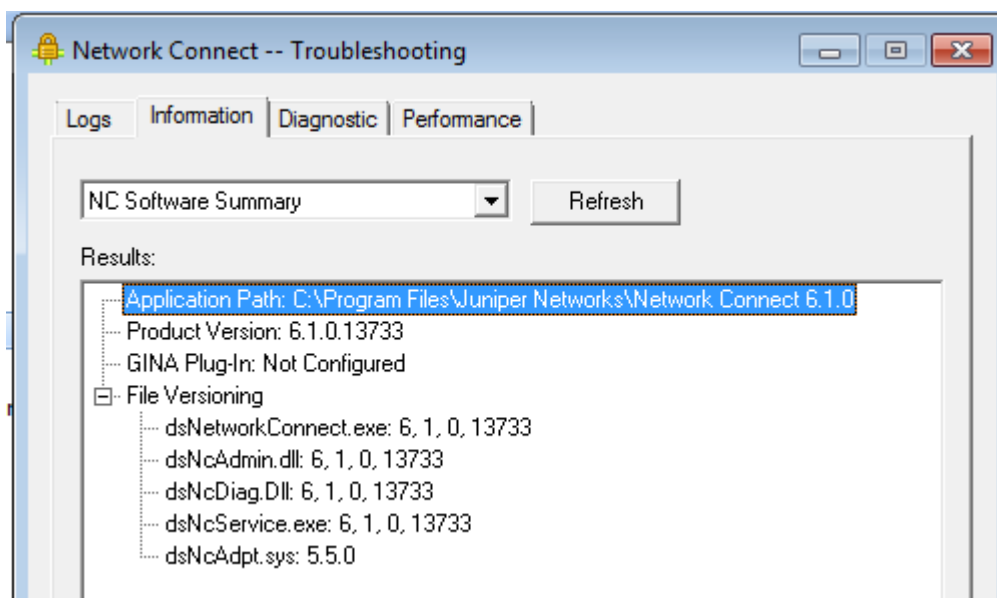 Network Connect -- Troubleshooting
Logs Information Diagnostic Performance
NC Software Summary Refresh
Results:
Application Path: C:\Program Files\Juniper Networks\Network Connect 6.1.0
Product Version: 6.1.0.13733
GINA Plug-In: Not Configured
File Versioning
dsNetworkConnect.exe: 6, 1, 0, 13733
dsNcAdmin.dll: 6, 1, 0, 13733
dsNcDiag.Dll: 6, 1, 0, 13733
dsNcService.exe: 6, 1, 0, 13733
dsNcAdpt.sys: 5.5.0